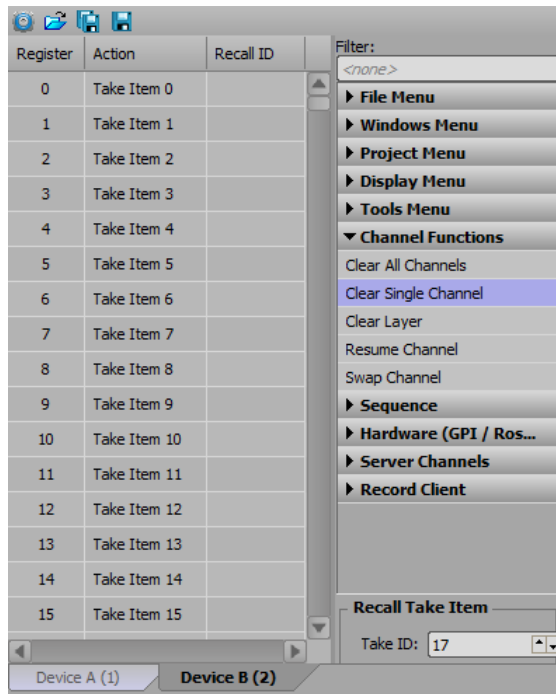 Register Action Recall ID
0 Take Item 0
1 Take Item 1
2 Take Item 2
3 Take Item 3
4 Take Item 4
5 Take Item 5
6 Take Item 6
7 Take Item 7
8 Take Item 8
9 Take Item 9
10 Take Item 10
11 Take Item 11
12 Take Item 12
13 Take Item 13
14 Take Item 14
15 Take Item 15
Device A (1) Device B (2)
Filter:
<none>
File Menu
Windows Menu
Project Menu
Display Menu
Tools Menu
Channel Functions
Clear All Channels
Clear Single Channel
Clear Layer
Resume Channel
Swap Channel
Sequence
Hardware (GPI / Ros...
Server Channels
Record Client
Recall Take Item
Take ID: 17